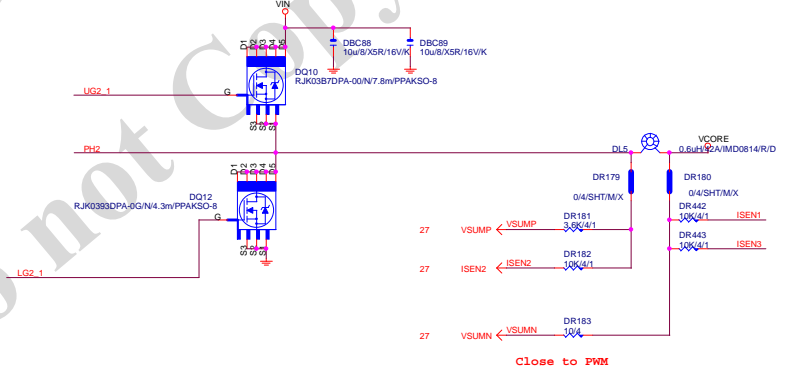 VIN
D1 D2 D3 D4 D5
DBC88
10u/8/X5R/16V/K
DBC89
10u/8/X5R/16V/K
DQ10
RJK03B7DPA-00/N/7.8m/PPAKSO-8
UG2_1
G
S3 S2 S1
PH2
D1 D2 D3 D4 D5
DL5
VCORE
0.6uH/42A/IMD0814/R/D
DR179
0/4/SHT/M/X
DR180
0/4/SHT/M/X
DQ12
RJK0393DPA-0G/N/4.3m/PPAKSO-8
G
S3 S2 S1
DR442
10K/4/1
ISEN1
DR181
3.6K/4/1
27 VSUMP
VSUMP
DR443
10K/4/1
ISEN3
DR182
10K/4/1
27 ISEN2
ISEN2
LG2_1
DR183
10/4
27 VSUMN
VSUMN
Close to PWM
o not Copy